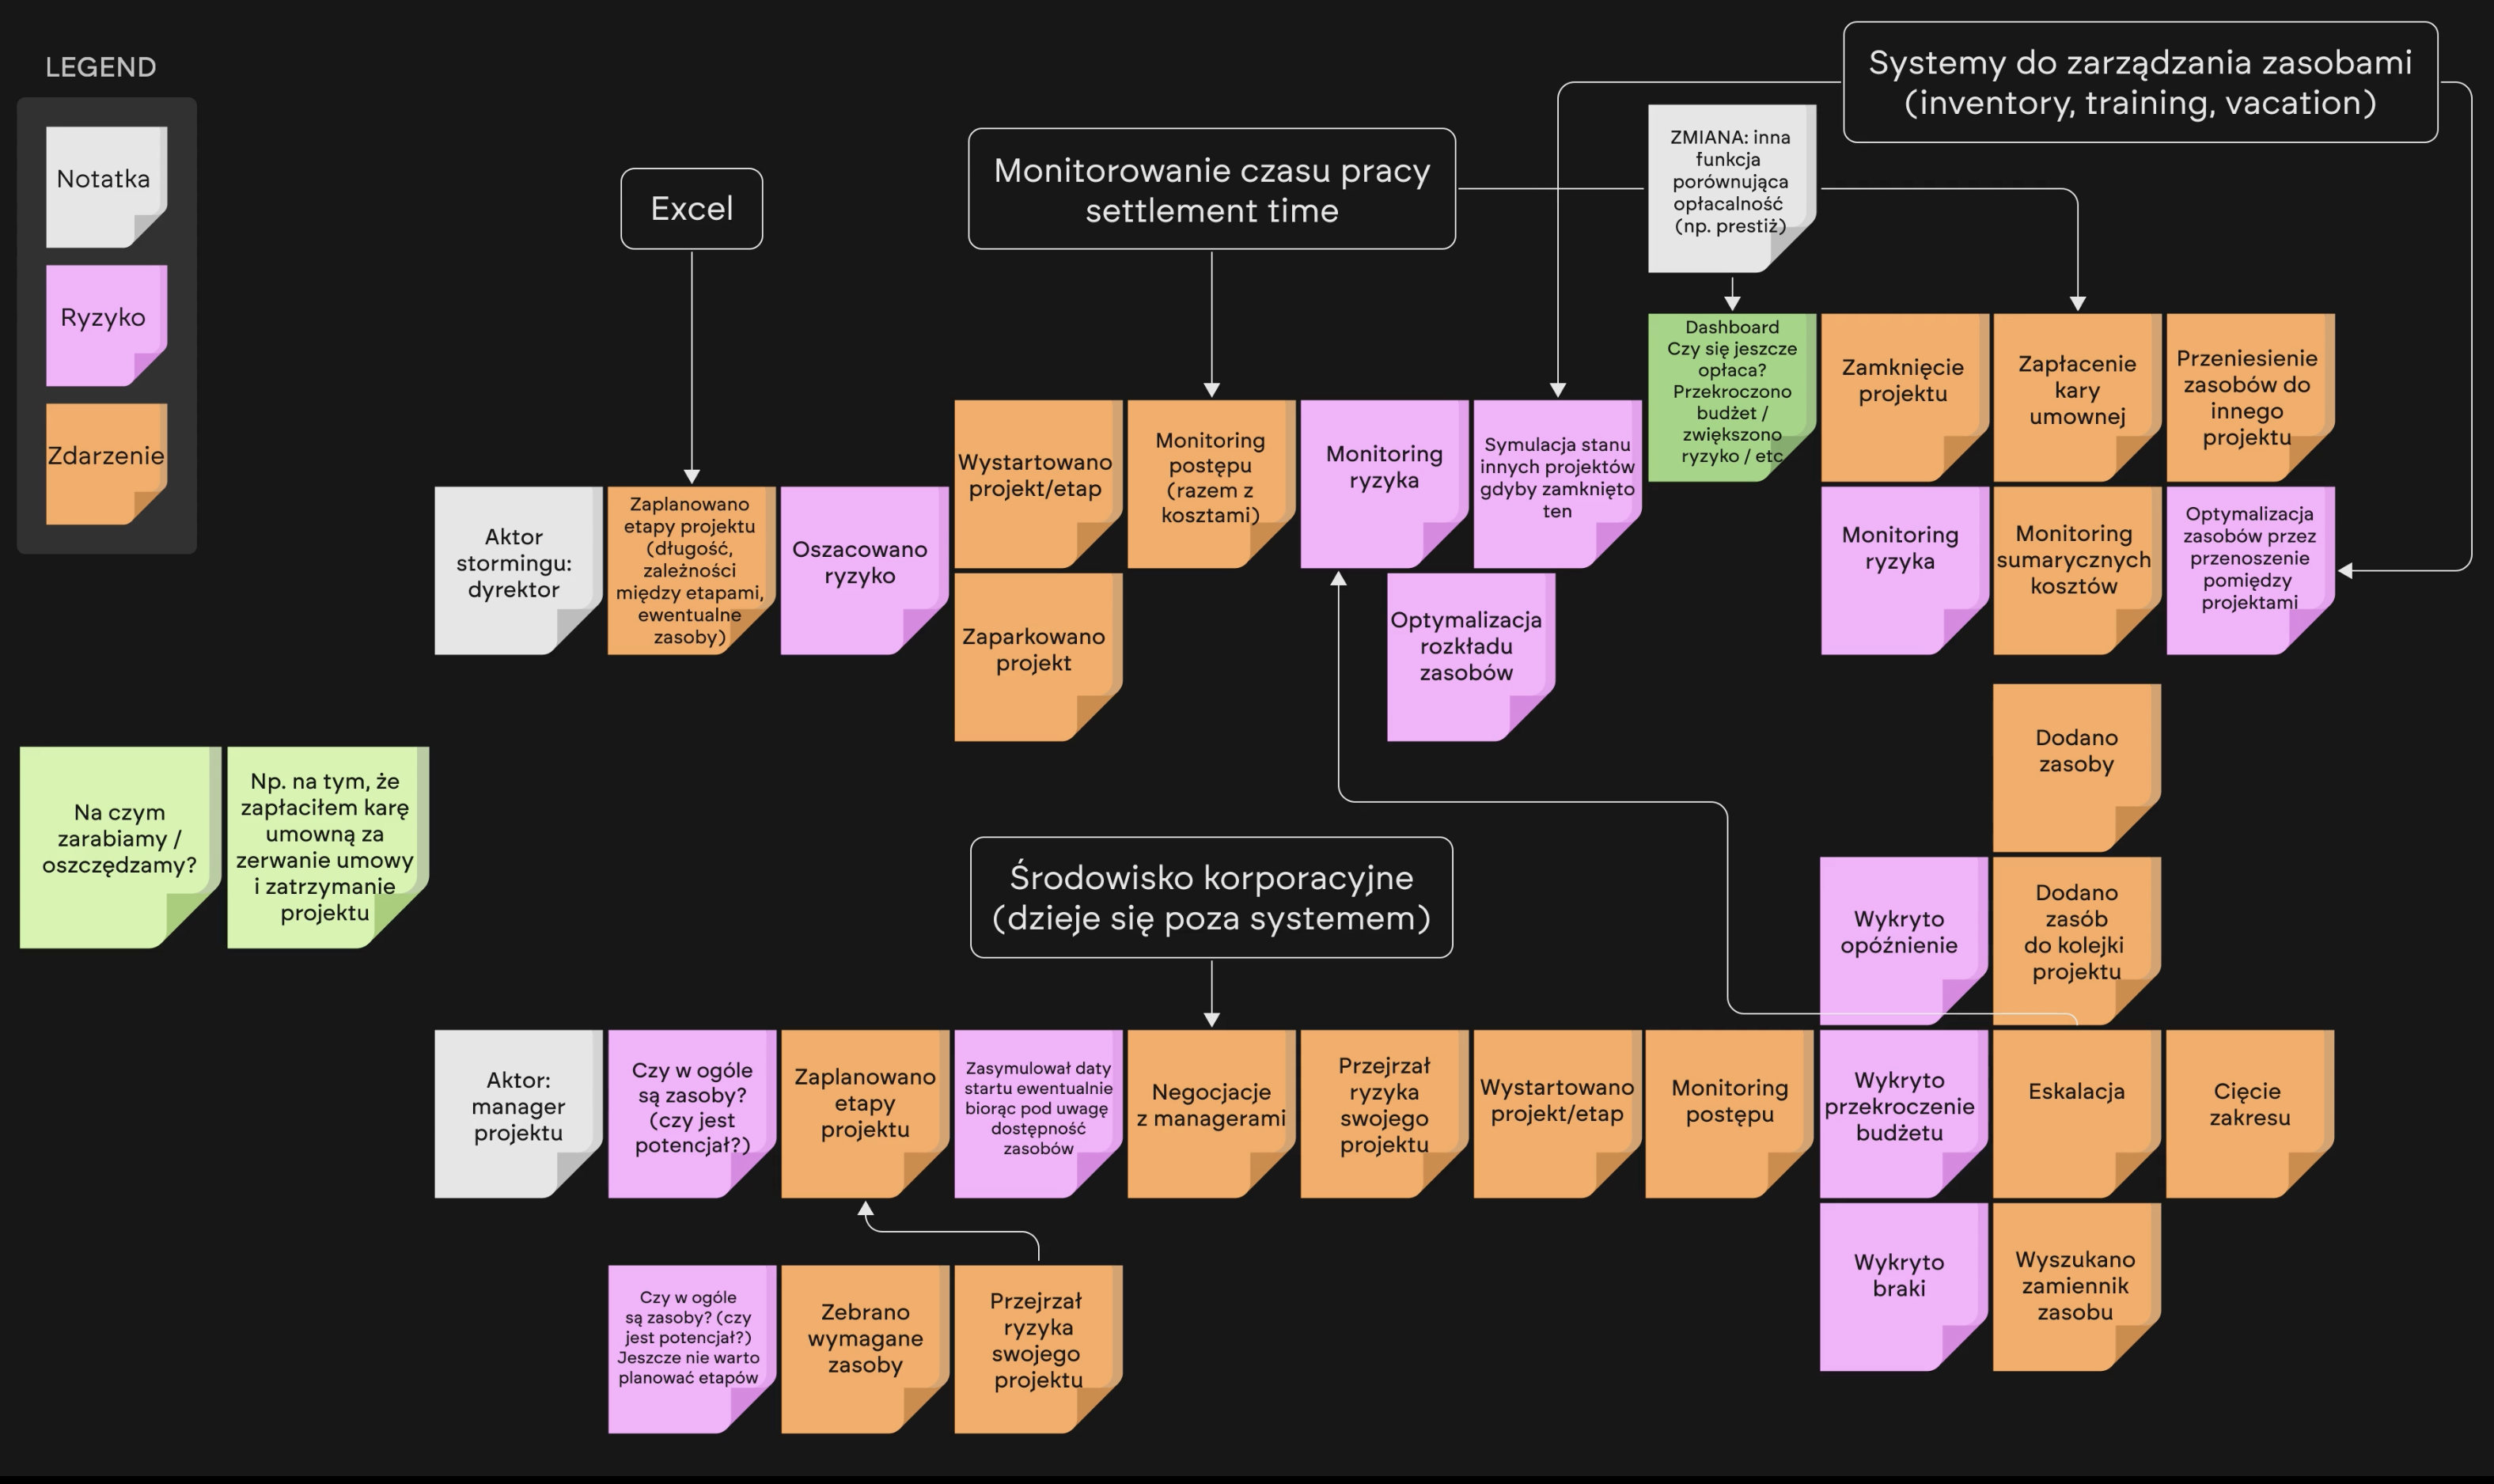 LEGEND
Notatka
Ryzyko
Zdarzenie
Systemy do zarządzania zasobami
(inventory, training, vacation)
Monitorowanie czasu pracy
settlement time
Excel
ZMIANA: inna
funkcja
porównująca
opłacalność
(np. prestiż)
Aktor
stormingu:
dyrektor
Zaplanowano
etapy projektu
(długość,
zależności
między etapami,
ewentualne
zasoby)
Oszacowano
ryzyko
Wystartowano
projekt/etap
Zaparkowano
projekt
Monitoring
postępu
(razem z
kosztami)
Monitoring
ryzyka
Symulacja stanu
innych projektów
gdyby zamknięto
ten
Optymalizacja
rozkładu
zasobów
Dashboard
Czy się jeszcze
opłaca?
Przekroczono
budżet /
zwiększono
ryzyko / etc
Zamknięcie
projektu
Zapłacenie
kary
umownej
Przeniesienie
zasobów do
innego
projektu
Monitoring
ryzyka
Monitoring
sumarycznych
kosztów
Optymalizacja
zasobów przez
przenoszenie
pomiędzy
projektami
Na czym
zarabiamy /
oszczędzamy?
Np. na tym, że
zapłaciłem karę
umowną za
zerwanie umowy
i zatrzymanie
projektu
Środowisko korporacyjne
(dzieje się poza systemem)
Dodano
zasoby
Wykryto
opóźnienie
Dodano
zasób
do kolejki
projektu
Aktor:
manager
projektu
Czy w ogóle
są zasoby?
(czy jest
potencjał?)
Zaplanowano
etapy
projektu
Zasymulował daty
startu ewentualnie
biorąc pod uwagę
dostępność
zasobów
Negocjacje
z managerami
Przejrzał
ryzyka
swojego
projektu
Wystartowano
projekt/etap
Monitoring
postępu
Wykryto
przekroczenie
budżetu
Eskalacja
Cięcie
zakresu
Wykryto
braki
Wyszukano
zamiennik
zasobu
Czy w ogóle
są zasoby? (czy
jest potencjał?)
Jeszcze nie warto
planować etapów
Zebrano
wymagane
zasoby
Przejrzał
ryzyka
swojego
projektu